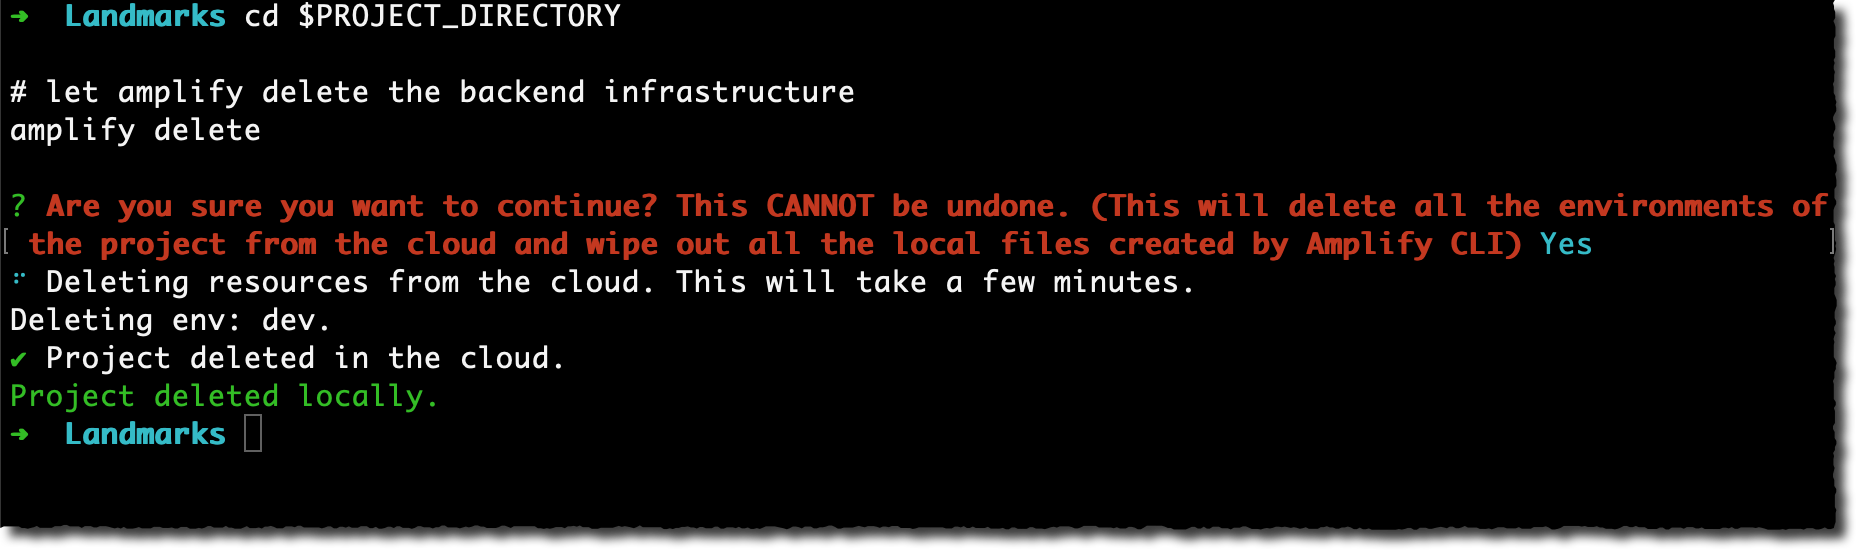 ➜  Landmarks cd $PROJECT_DIRECTORY
# let amplify delete the backend infrastructure
amplify delete
? Are you sure you want to continue? This CANNOT be undone. (This will delete all the environments of
[ the project from the cloud and wipe out all the local files created by Amplify CLI) Yes ]
⠋ Deleting resources from the cloud. This will take a few minutes.
Deleting env: dev.
✔ Project deleted in the cloud.
Project deleted locally.
➜  Landmarks